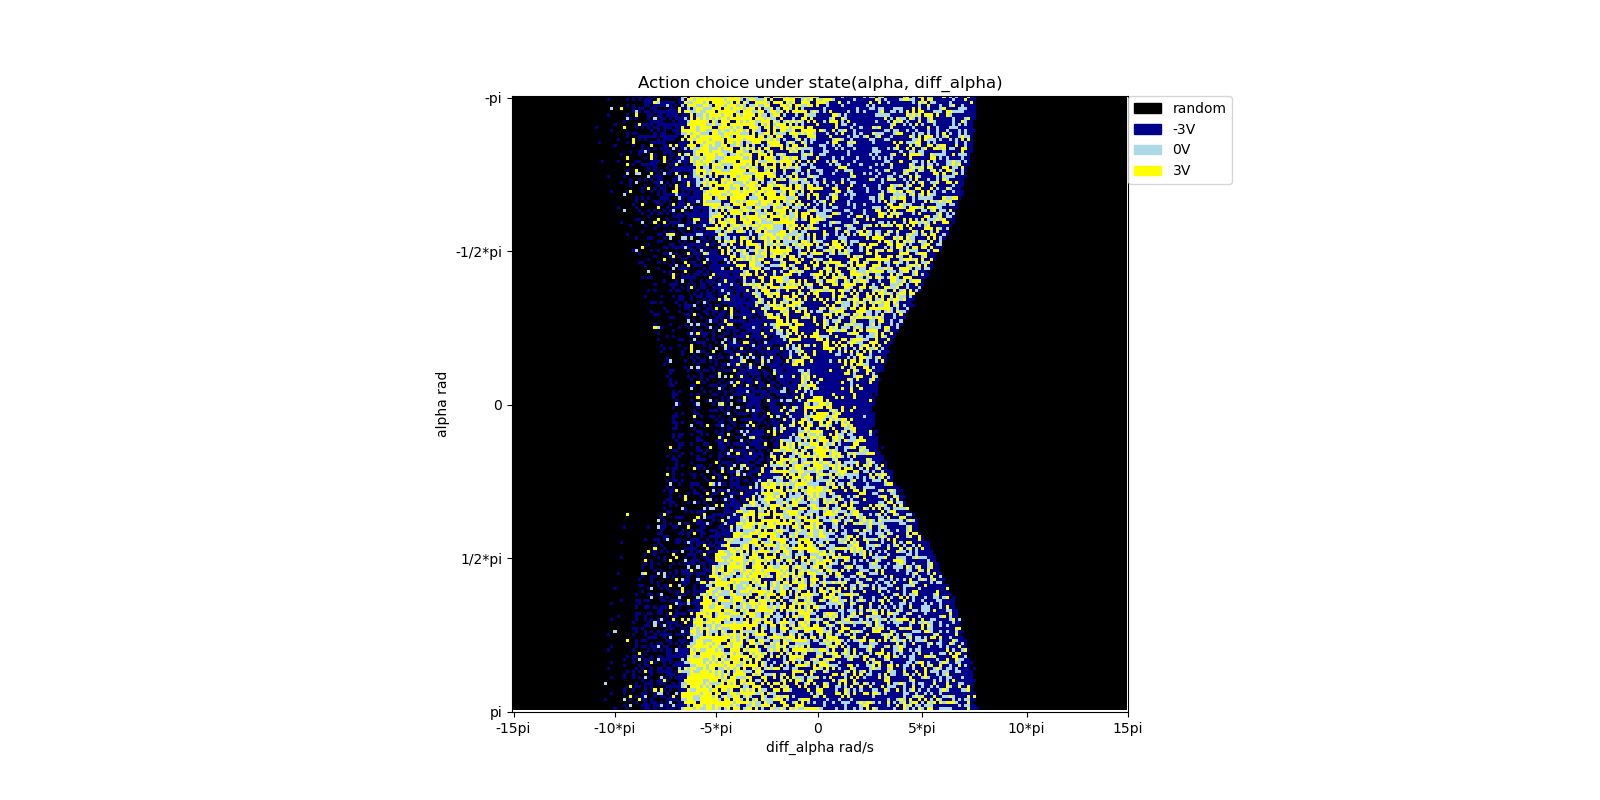 Action choice under state(alpha, diff_alpha)
-pi
-1/2*pi
0
1/2*pi
pi
alpha rad
-15pi
-10*pi
-5*pi
0
5*pi
10*pi
15pi
diff_alpha rad/s
random
-3V
0V
3V